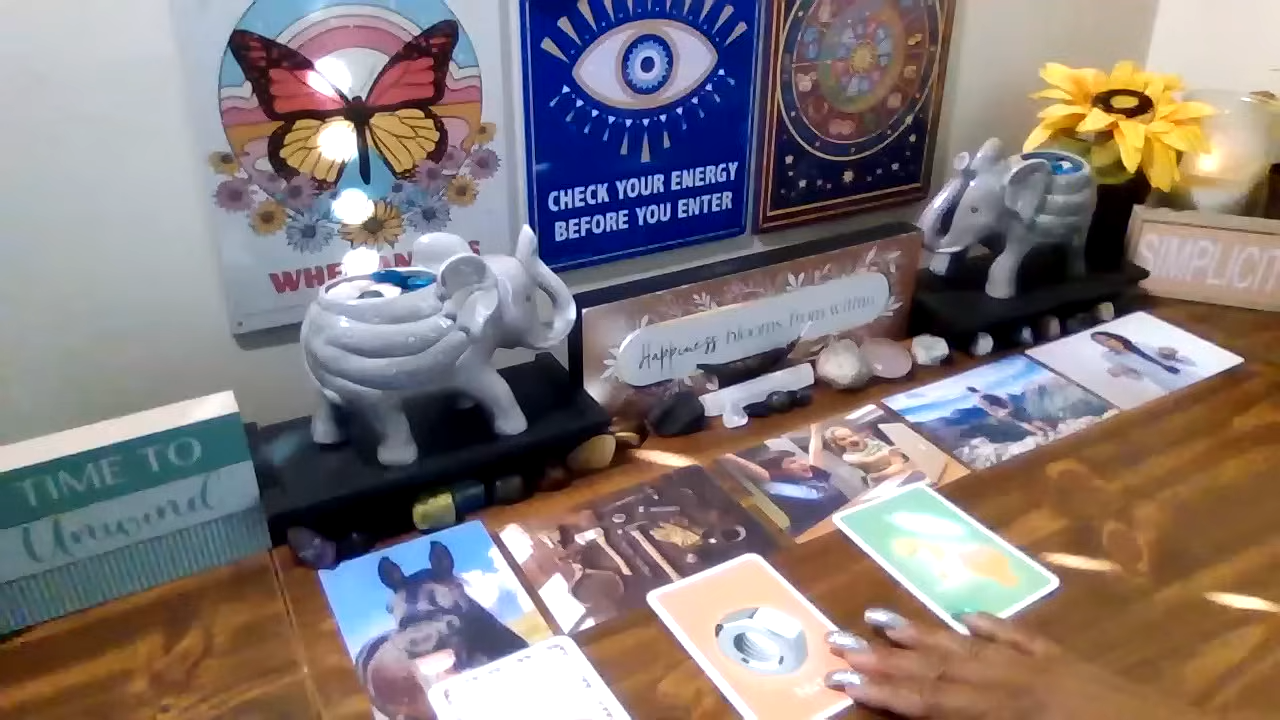 CHECK YOUR ENERGY
BEFORE YOU ENTER
Happiness blooms from within
SIMPLICIT
TIME TO
Unwind